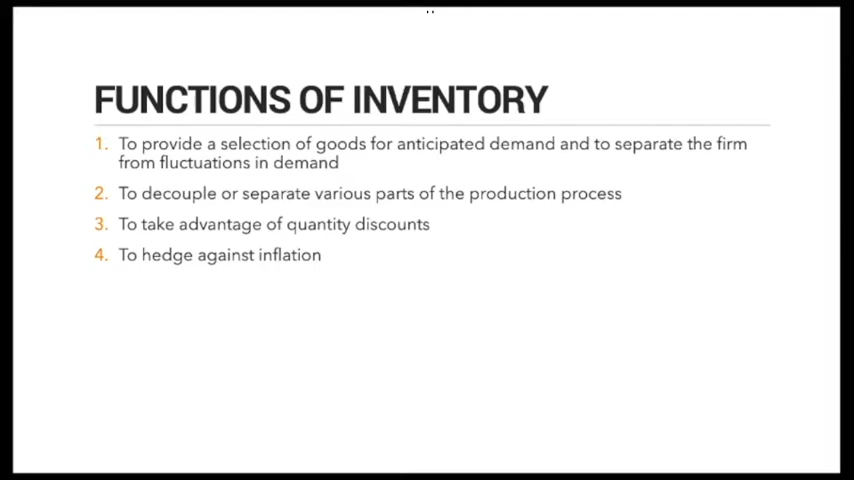 FUNCTIONS OF INVENTORY
1. To provide a selection of goods for anticipated demand and to separate the firm
from fluctuations in demand
2. To decouple or separate various parts of the production process
3. To take advantage of quantity discounts
4. To hedge against inflation